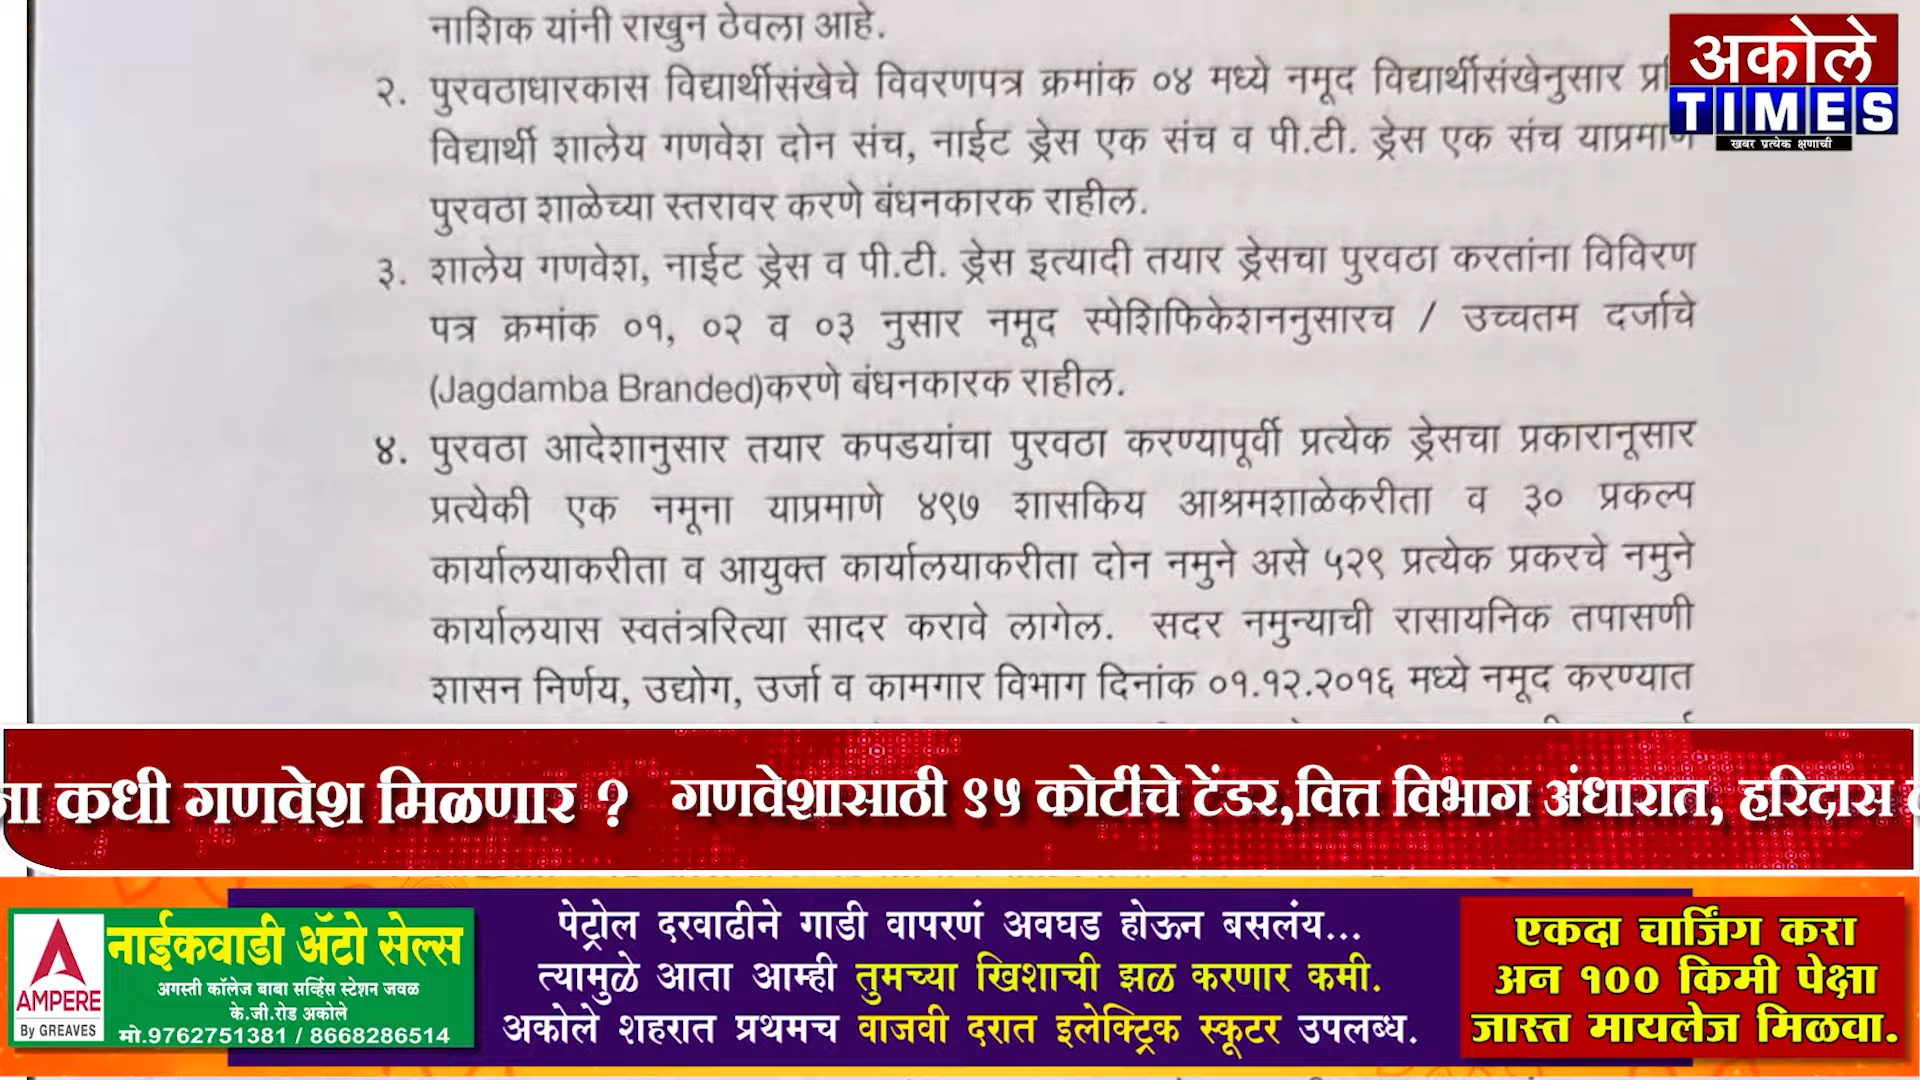 नाशिक यांनी राखुन ठेवला आहे.
२. पुरवठाधारकास विद्यार्थीसंखेचे विवरणपत्र क्रमांक ०४ मध्ये नमूद विद्यार्थीसंखेनुसार
विद्यार्थी शालेय गणवेश दोन संच, नाईट ड्रेस एक संच व पी.टी. ड्रेस एक संच याप्रमाणे
पुरवठा शाळेच्या स्तरावर करणे बंधनकारक राहील.
३. शालेय गणवेश, नाईट ड्रेस व पी.टी. ड्रेस इत्यादी तयार ड्रेसचा पुरवठा करतांना विविरण
पत्र क्रमांक ०१, ०२ व ०३ नुसार नमूद स्पेशिफिकेशननुसारच / उच्चतम दर्जाचे
(Jagdamba Branded)करणे बंधनकारक राहील.
४. पुरवठा आदेशानुसार तयार कपडयांचा पुरवठा करण्यापूर्वी प्रत्येक ड्रेसचा प्रकारानूसार
प्रत्येकी एक नमूना याप्रमाणे ४९७ शासकिय आश्रमशाळेकरीता व ३० प्रकल्प
कार्यालयाकरीता व आयुक्त कार्यालयाकरीता दोन नमुने असे ५२९ प्रत्येक प्रकरचे नमुने
कार्यालयास स्वतंत्ररित्या सादर करावे लागेल. सदर नमुन्याची रासायनिक तपासणी
शासन निर्णय, उद्योग, उर्जा व कामगार विभाग दिनांक ०१.१२.२०१६ मध्ये नमूद करण्यात
अकोले
TIMES
खबर प्रत्येक क्षणाची
कधी गणवेश मिळणार ? गणवेशासाठी ९५ कोटींचे टेंडर,वित्त विभाग अंधारात, हरिदास
AMPERE
By GREAVES
नाईकवाडी ॲटो सेल्स
अगस्ती कॉलेज बाबा सर्व्हिस स्टेशन जवळ
के.जी.रोड अकोले
मो.9762751381 / 8668286514
पेट्रोल दरवाढीने गाडी वापरणं अवघड होऊन बसलंय...
त्यामुळे आता आम्ही तुमच्या खिशाची झळ करणार कमी.
अकोले शहरात प्रथमच वाजवी दरात इलेक्ट्रिक स्कूटर उपलब्ध.
एकदा चार्जिंग करा
अन १०० किमी पेक्षा
जास्त मायलेज मिळवा.